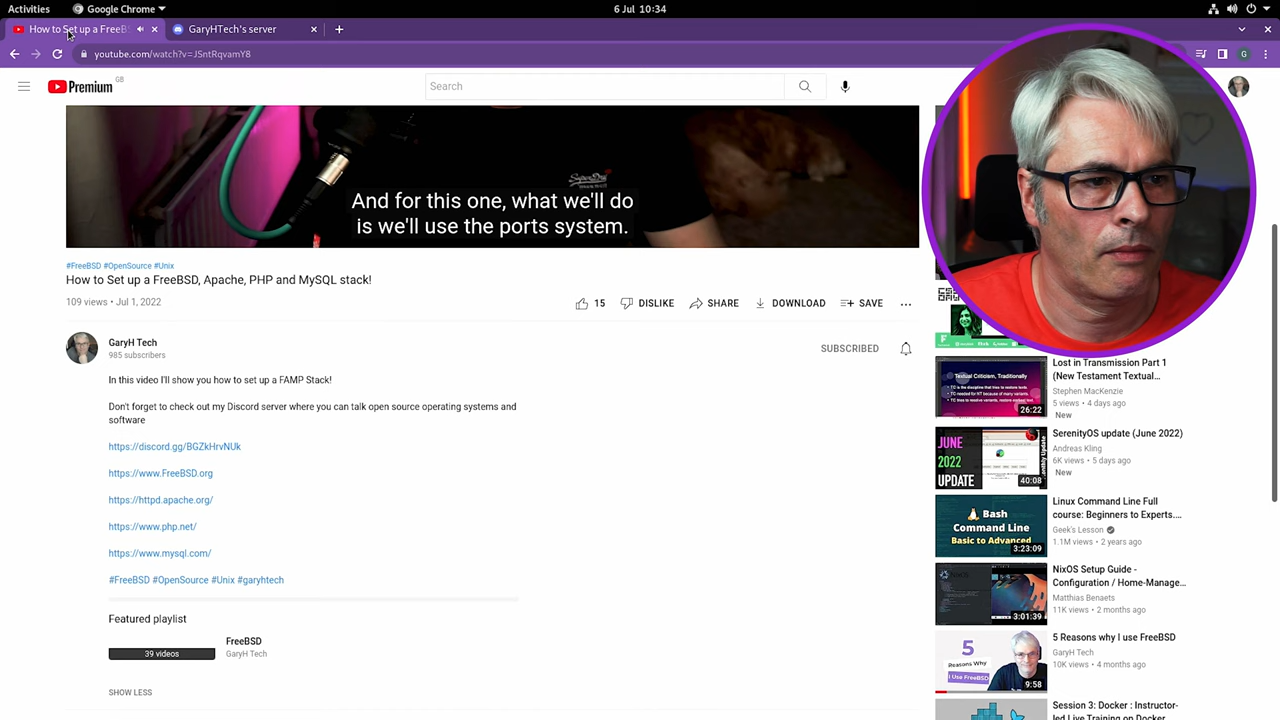 Activities
Google Chrome
6 Jul 10:34
How to Set up a FreeBS
GaryHTech's server
youtube.com/watch?v=JSntRqvamY8
Premium
GB
Search
And for this one, what we'll do
is we'll use the ports system.
#FreeBSD #OpenSource #Unix
How to Set up a FreeBSD, Apache, PHP and MySQL stack!
109 views • Jul 1, 2022
15
DISLIKE
SHARE
DOWNLOAD
SAVE
GaryH Tech
985 subscribers
SUBSCRIBED
In this video I'll show you how to set up a FAMP Stack!
Don't forget to check out my Discord server where you can talk open source operating systems and
software
https://discord.gg/BGZkHrvNUk
https://www.FreeBSD.org
https://httpd.apache.org/
https://www.php.net/
https://www.mysql.com/
#FreeBSD #OpenSource #Unix #garyhtech
Featured playlist
39 videos
FreeBSD
GaryH Tech
SHOW LESS
Textual Criticism, Traditionally
26:22
Lost in Transmission Part 1
(New Testament Textual...
Stephen MacKenzie
5 views • 4 days ago
New
JUNE
2022
UPDATE
Monthly Update
40:08
SerenityOS update (June 2022)
Andreas Kling
6K views • 5 days ago
New
Bash
Command Line
Basic to Advanced
3:23:09
Linux Command Line Full
course: Beginners to Experts....
Geek's Lesson
1.1M views • 2 years ago
3:01:39
NixOS Setup Guide -
Configuration / Home-Manage...
Matthias Benaets
11K views • 2 months ago
5
Reasons Why
I Use FreeBSD
9:58
5 Reasons why I use FreeBSD
GaryH Tech
10K views • 4 months ago
Session 3: Docker : Instructor-
led Live Training on Docker